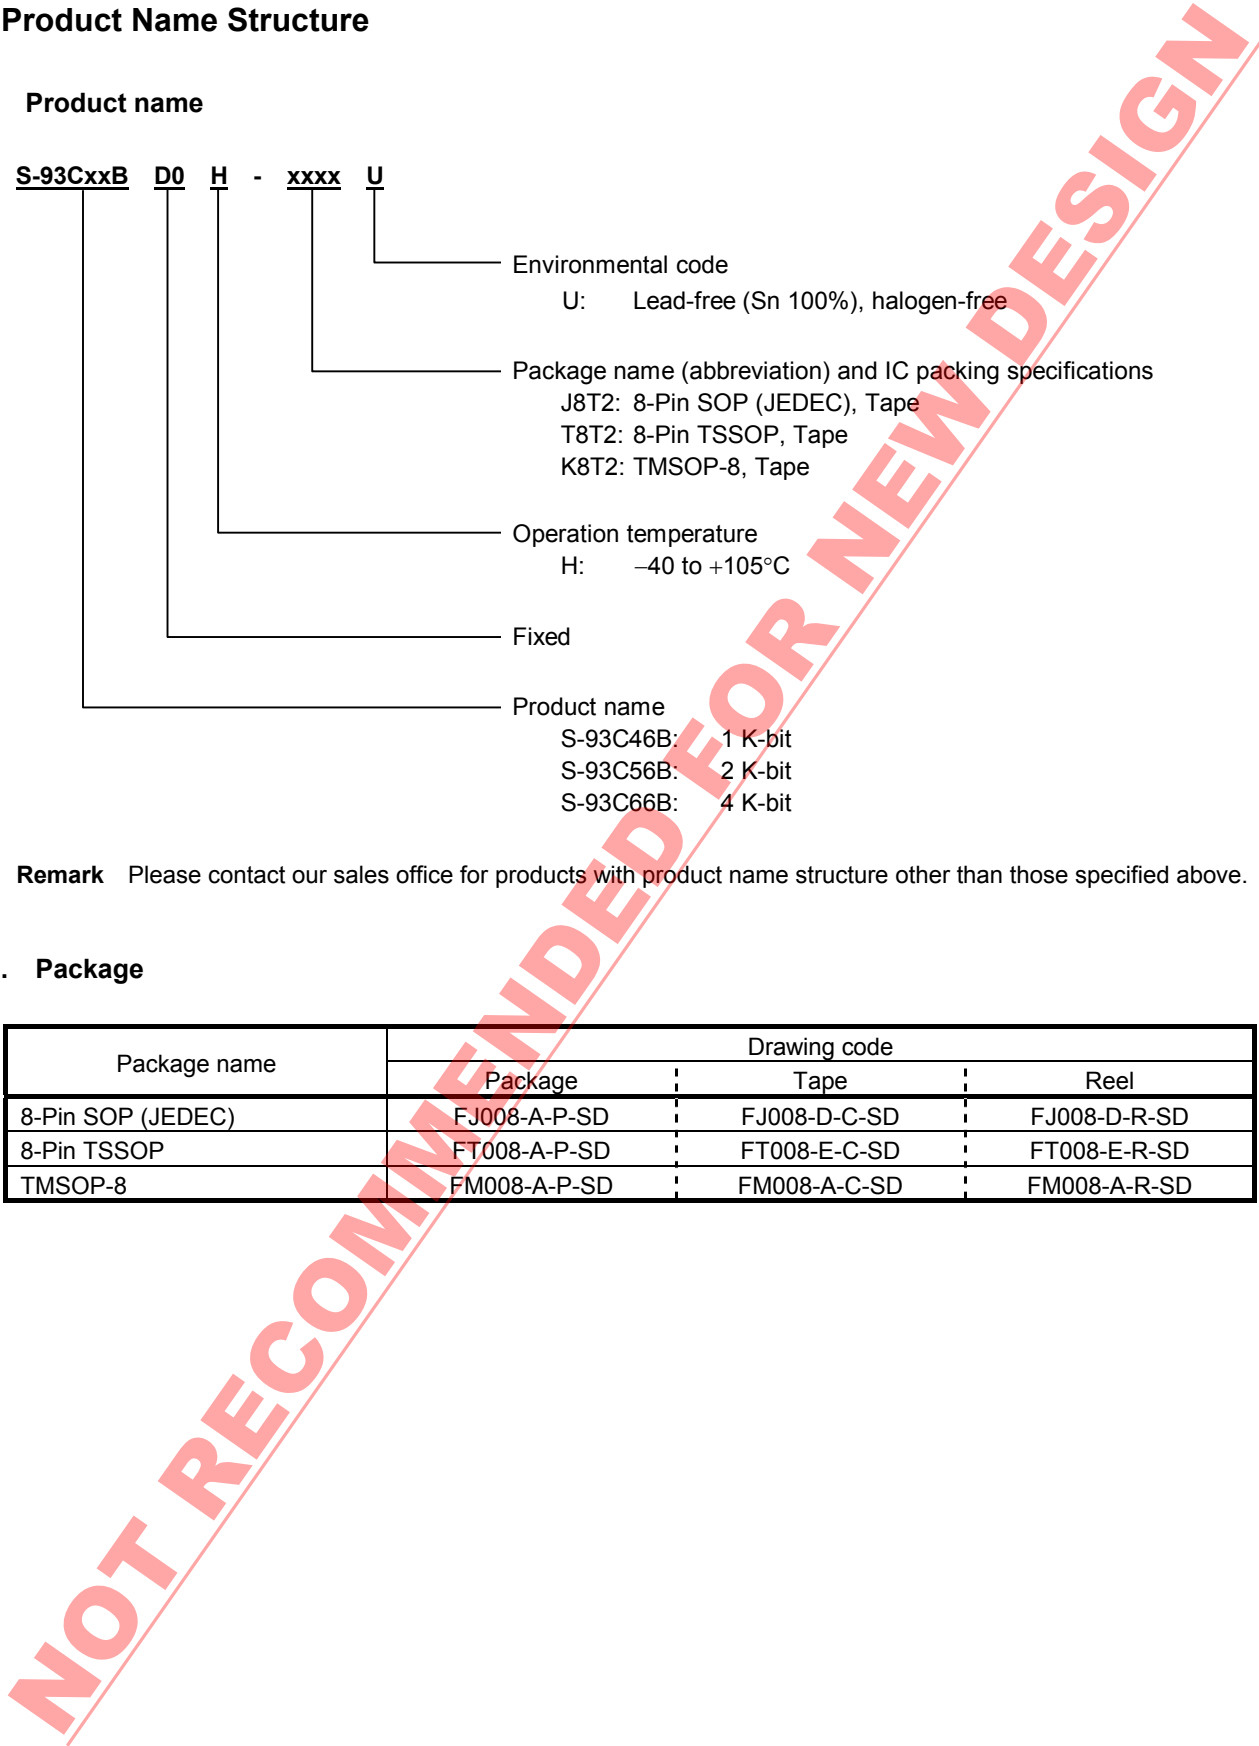 Product Name Structure
Product name
S-93CxxB D0 H - xxxx U
Environmental code
U: Lead-free (Sn 100%), halogen-free
Package name (abbreviation) and IC packing specifications
J8T2: 8-Pin SOP (JEDEC), Tape
T8T2: 8-Pin TSSOP, Tape
K8T2: TMSOP-8, Tape
Operation temperature
H: −40 to +105°C
Fixed
Product name
S-93C46B: 1 K-bit
S-93C56B: 2 K-bit
S-93C66B: 4 K-bit
Remark Please contact our sales office for products with product name structure other than those specified above.
. Package
Package name Drawing code
Package Tape Reel
8-Pin SOP (JEDEC) FJ008-A-P-SD FJ008-D-C-SD FJ008-D-R-SD
8-Pin TSSOP FT008-A-P-SD FT008-E-C-SD FT008-E-R-SD
TMSOP-8 FM008-A-P-SD FM008-A-C-SD FM008-A-R-SD
NOT RECOMMENDED FOR NEW DESIGN